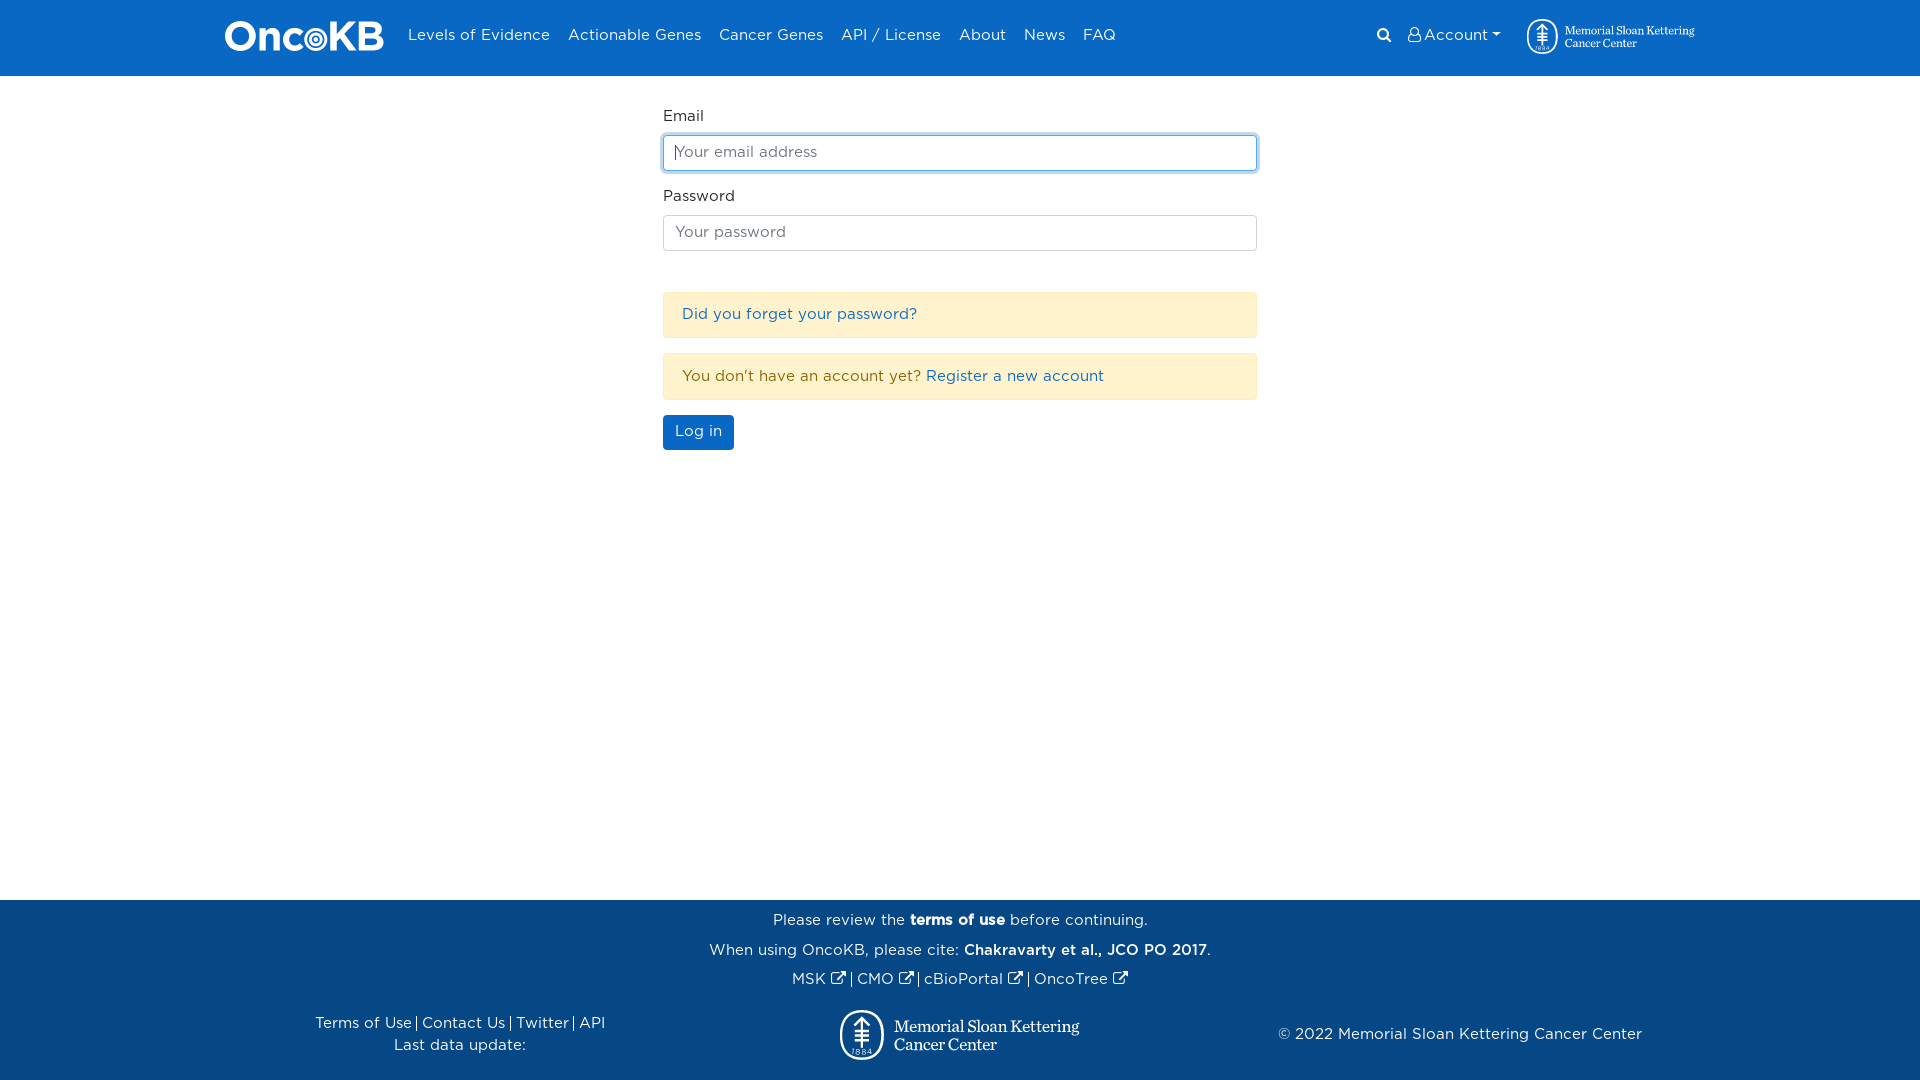 OncoKB Levels of Evidence Actionable Genes Cancer Genes API / License About News FAQ Account Memorial Sloan Kettering
Cancer Center
1884
Email
Your email address
Password
Your password
Did you forget your password?
You don't have an account yet? Register a new account
Log in
Please review the terms of use before continuing.
When using OncoKB, please cite: Chakravarty et al., JCO PO 2017.
MSK | CMO | cBioPortal | OncoTree
Terms of Use | Contact Us | Twitter | API
Last data update:
Memorial Sloan Kettering
Cancer Center
1884
© 2022 Memorial Sloan Kettering Cancer Center